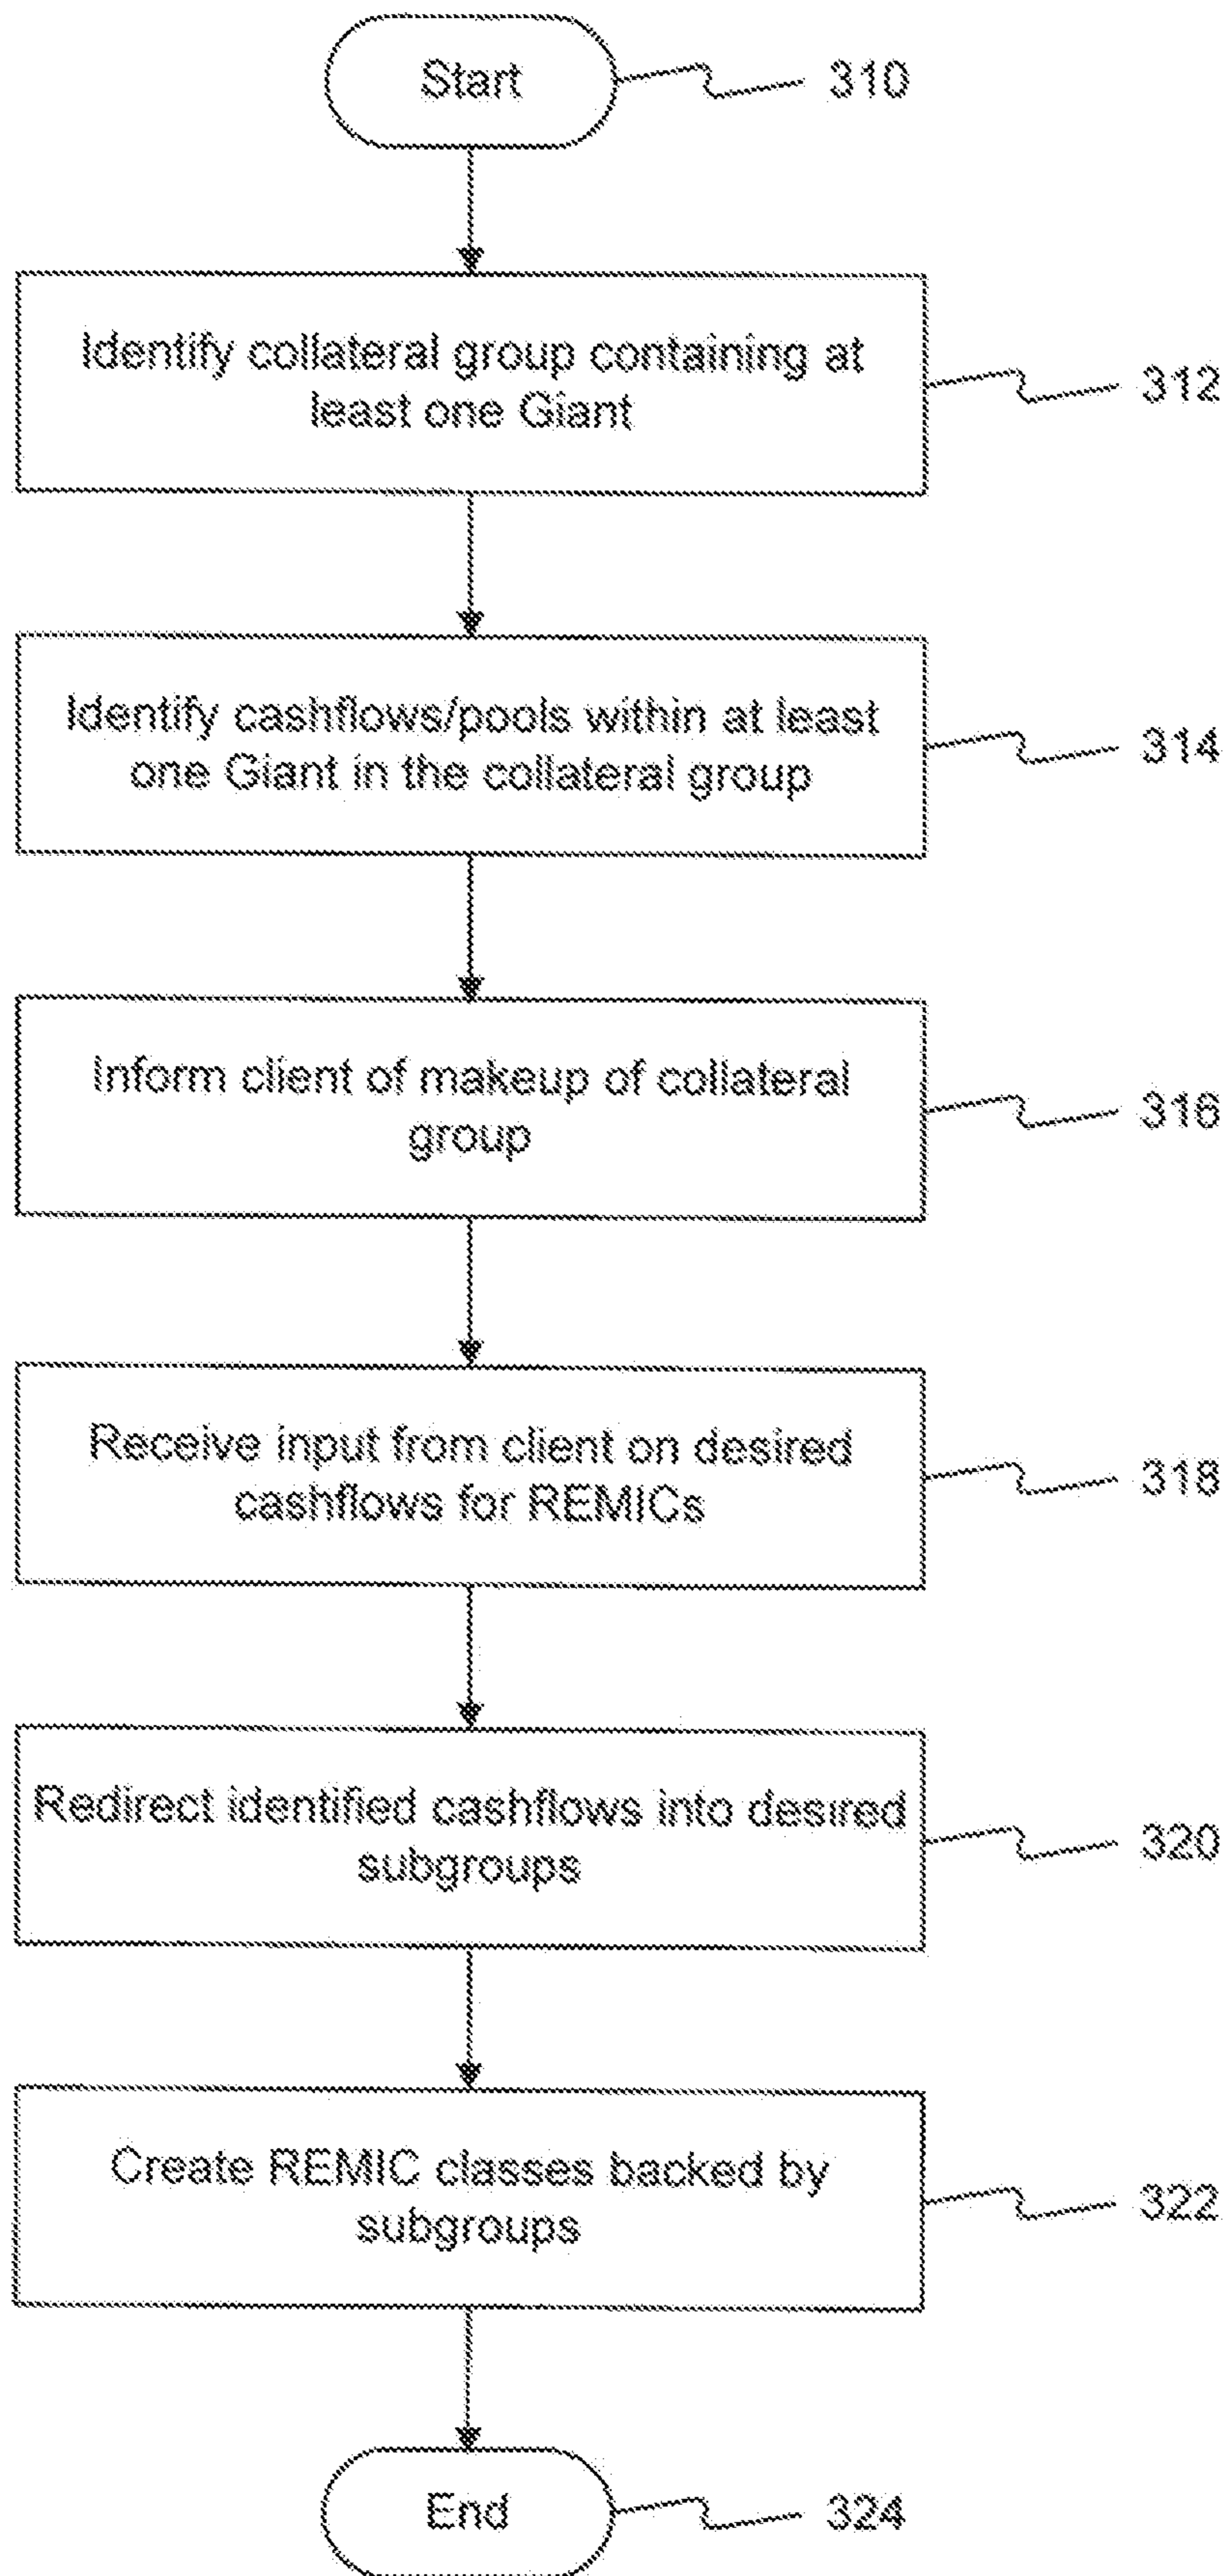 Start
310
Identify collateral group containing at
least one Giant
312
Identify cashflows/pools within at least
one Giant in the collateral group
314
Inform client of makeup of collateral
group
316
Receive input from client on desired
cashflows for REMICs
318
Redirect identified cashflows into desired
subgroups
320
Create REMIC classes backed by
subgroups
322
End
324